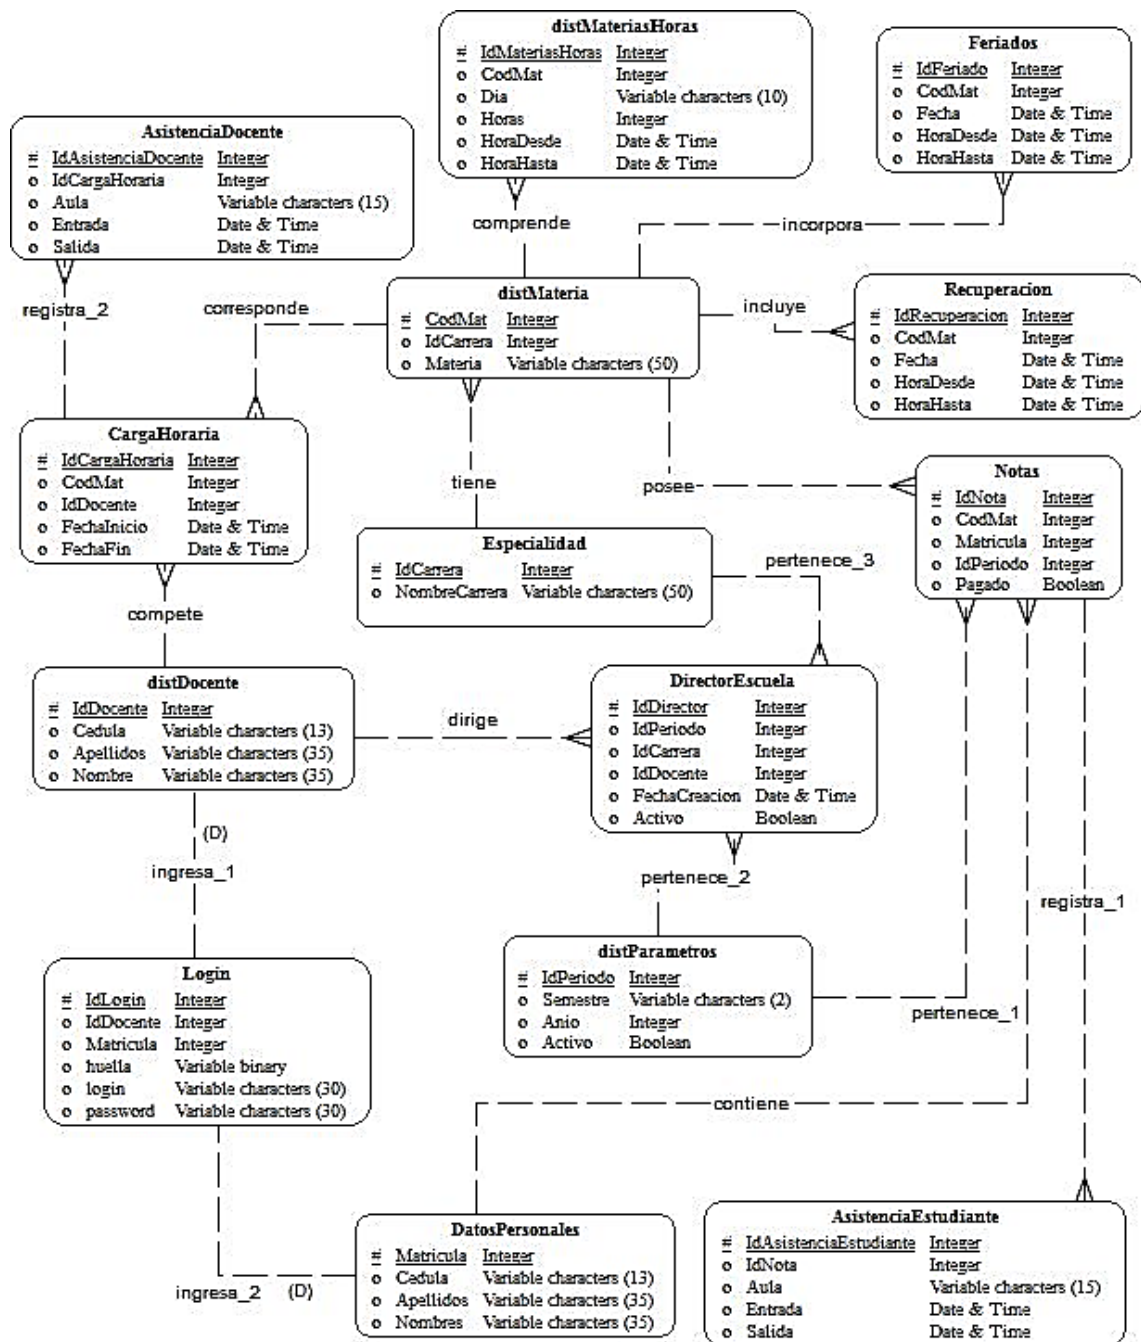 distMateriasHoras
# IdMateriasHoras Integer
o CodMat Integer
o Dia Variable characters (10)
o Horas Integer
o HoraDesde Date & Time
o HoraHasta Date & Time
Feriados
# IdFeriado Integer
o CodMat Integer
o Fecha Date & Time
o HoraDesde Date & Time
o HoraHasta Date & Time
AsistenciaDocente
# IdAsistenciaDocente Integer
o IdCargaHoraria Integer
o Aula Variable characters (15)
o Entrada Date & Time
o Salida Date & Time
comprende
incorpora
registra_2
corresponde
distMateria
# CodMat Integer
o IdCarrera Integer
o Materia Variable characters (50)
incluye
Recuperacion
# IdRecuperacion Integer
o CodMat Integer
o Fecha Date & Time
o HoraDesde Date & Time
o HoraHasta Date & Time
CargaHoraria
# IdCargaHoraria Integer
o CodMat Integer
o IdDocente Integer
o FechaInicio Date & Time
o FechaFin Date & Time
tiene
posee
Notas
# IdNota Integer
o CodMat Integer
o Matricula Integer
o IdPeriodo Integer
o Pagado Boolean
Especialidad
# IdCarrera Integer
o NombreCarrera Variable characters (50)
pertenece_3
compete
distDocente
# IdDocente Integer
o Cedula Variable characters (13)
o Apellidos Variable characters (35)
o Nombre Variable characters (35)
dirige
DirectorEscuela
# IdDirector Integer
o IdPeriodo Integer
o IdCarrera Integer
o IdDocente Integer
o FechaCreacion Date & Time
o Activo Boolean
(D)
ingresa_1
pertenece_2
registra_1
distParametros
# IdPeriodo Integer
o Semestre Variable characters (2)
o Anio Integer
o Activo Boolean
pertenece_1
Login
# IdLogin Integer
o IdDocente Integer
o Matricula Integer
o huella Variable binary
o login Variable characters (30)
o password Variable characters (30)
contiene
DatosPersonales
# Matricula Integer
o Cedula Variable characters (13)
o Apellidos Variable characters (35)
o Nombres Variable characters (35)
ingresa_2 (D)
AsistenciaEstudiante
# IdAsistenciaEstudiante Integer
o IdNota Integer
o Aula Variable characters (15)
o Entrada Date & Time
o Salida Date & Time